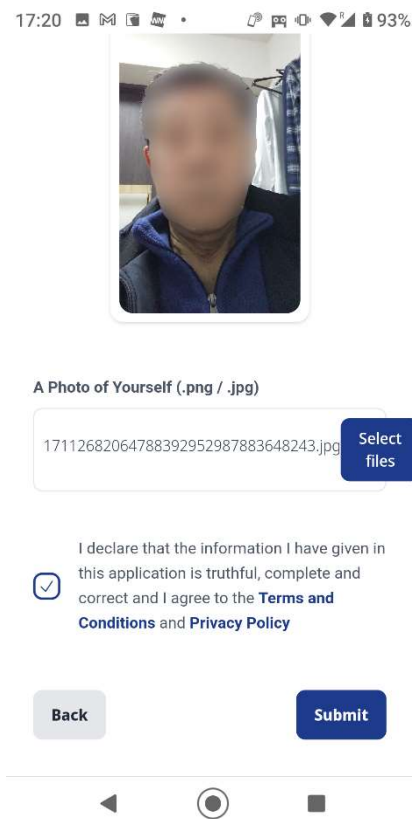 17:20 93%
A Photo of Yourself (.png / .jpg)
17112682064788392952987883648243.jpg
Select
files
I declare that the information I have given in
this application is truthful, complete and
correct and I agree to the Terms and
Conditions and Privacy Policy
Back Submit